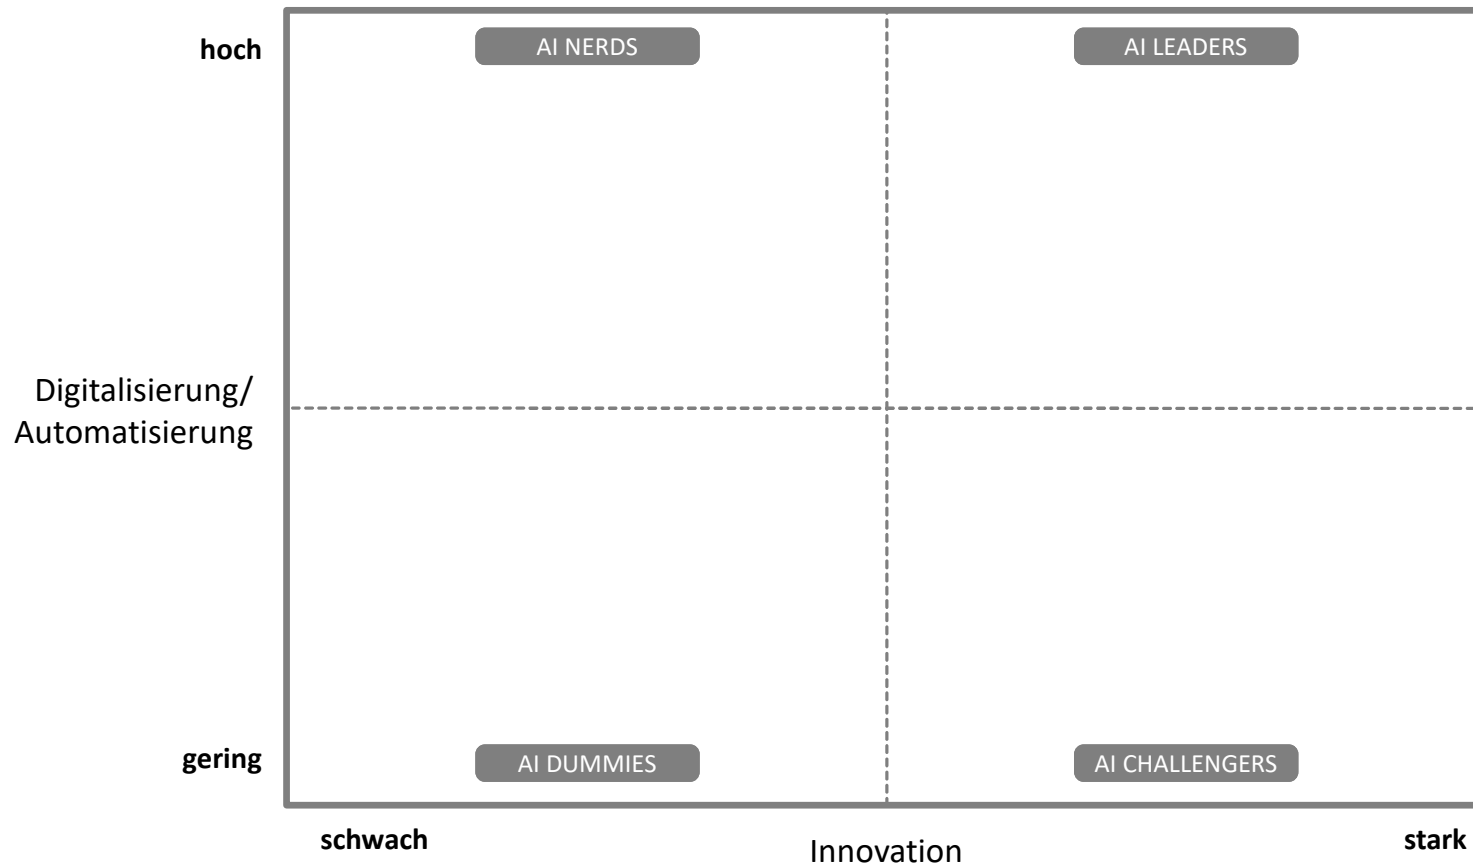 hoch
AI NERDS
AI LEADERS
Digitalisierung/
Automatisierung
gering
AI DUMMIES
AI CHALLENGERS
schwach
Innovation
stark